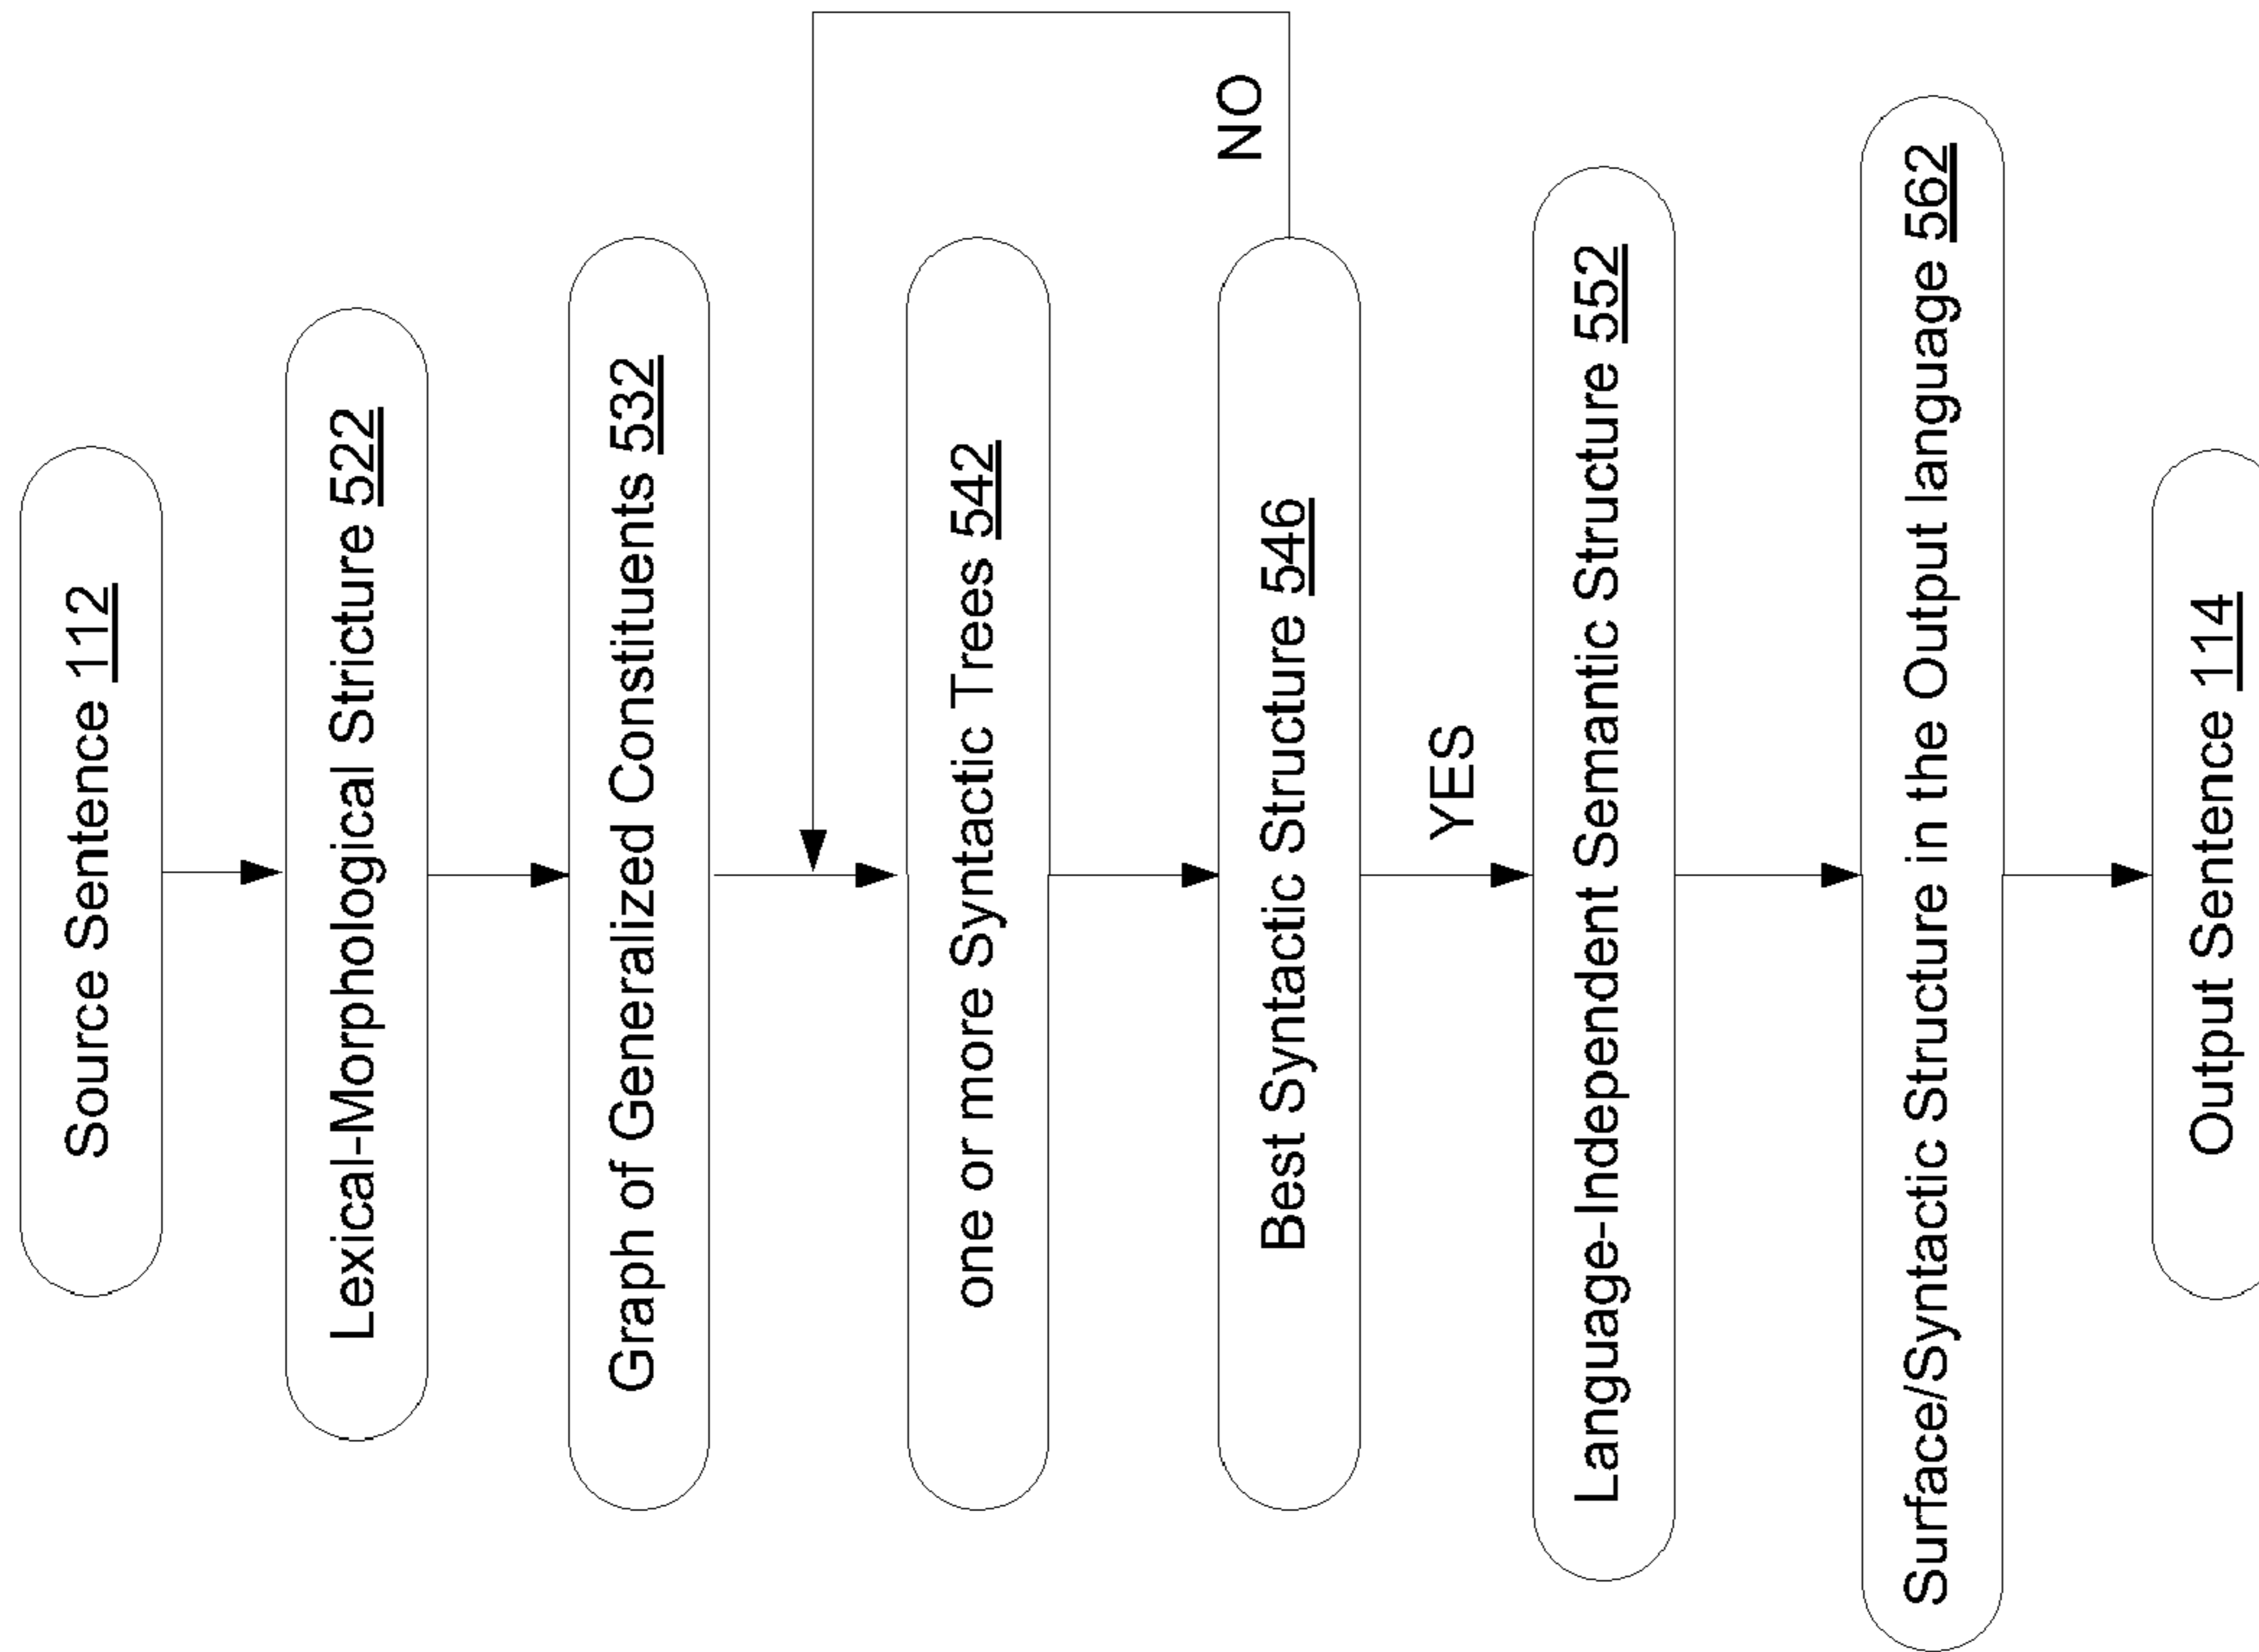 Source Sentence 112
Lexical-Morphological Stricture 522
Graph of Generalized Constituents 532
one or more Syntactic Trees 542
Best Syntactic Structure 546
NO
YES
Language-Independent Semantic Structure 552
Surface/Syntactic Structure in the Output language 562
Output Sentence 114